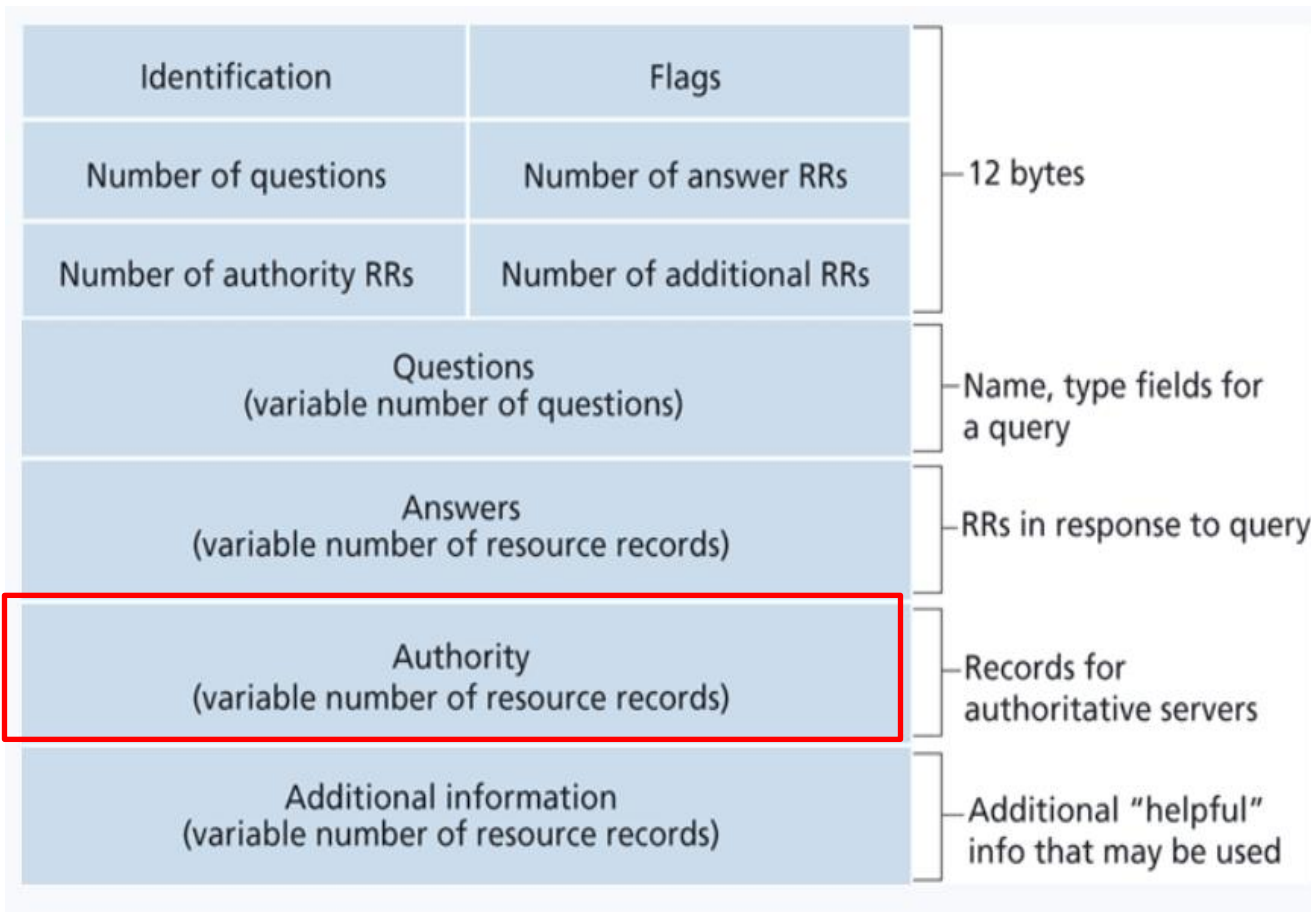 Identification
Flags
Number of questions
Number of answer RRs
12 bytes
Number of authority RRs
Number of additional RRs
Questions
(variable number of questions)
Name, type fields for
a query
Answers
(variable number of resource records)
RRs in response to query
Authority
(variable number of resource records)
Records for
authoritative servers
Additional information
(variable number of resource records)
Additional “helpful”
info that may be used